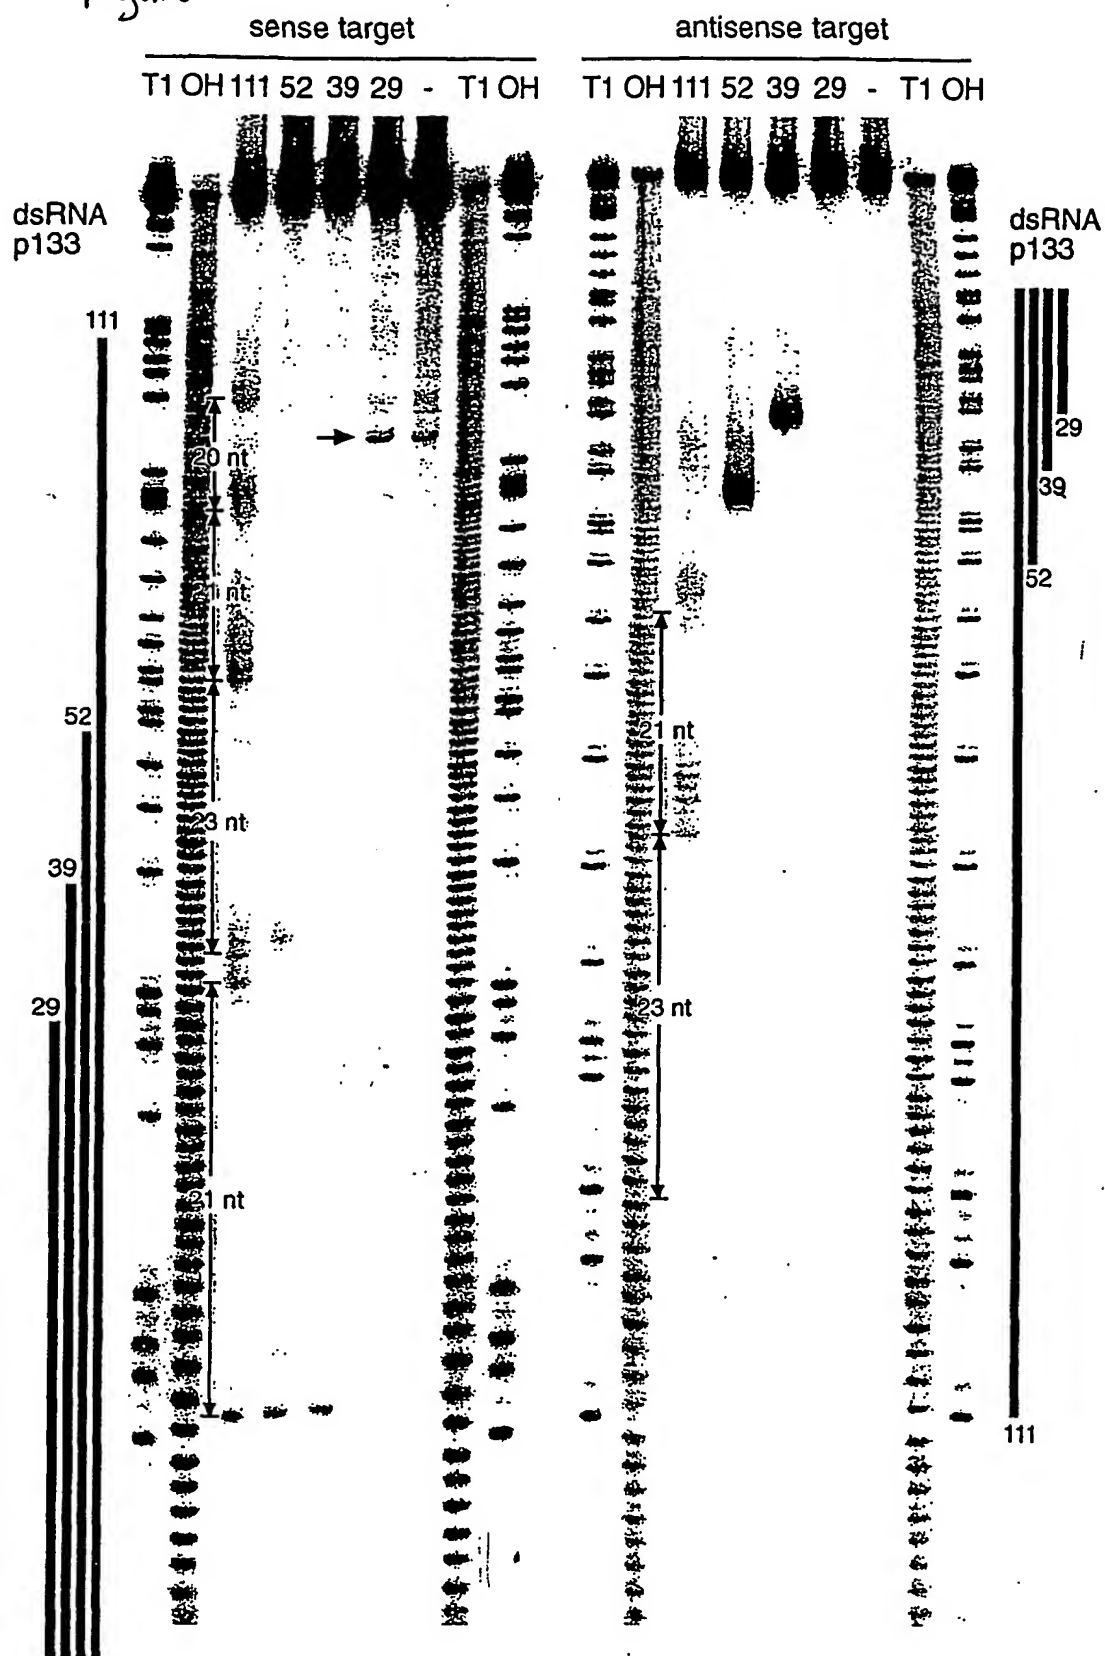 sense target
antisense target
T1 OH 111 52 39 29 - T1 OH
T1 OH 111 52 39 29 - T1 OH
dsRNA
p133
dsRNA
p133
111
20 nt
29
39
nt
52
21 nt
52
23 nt
39
29
23 nt
21 nt
111